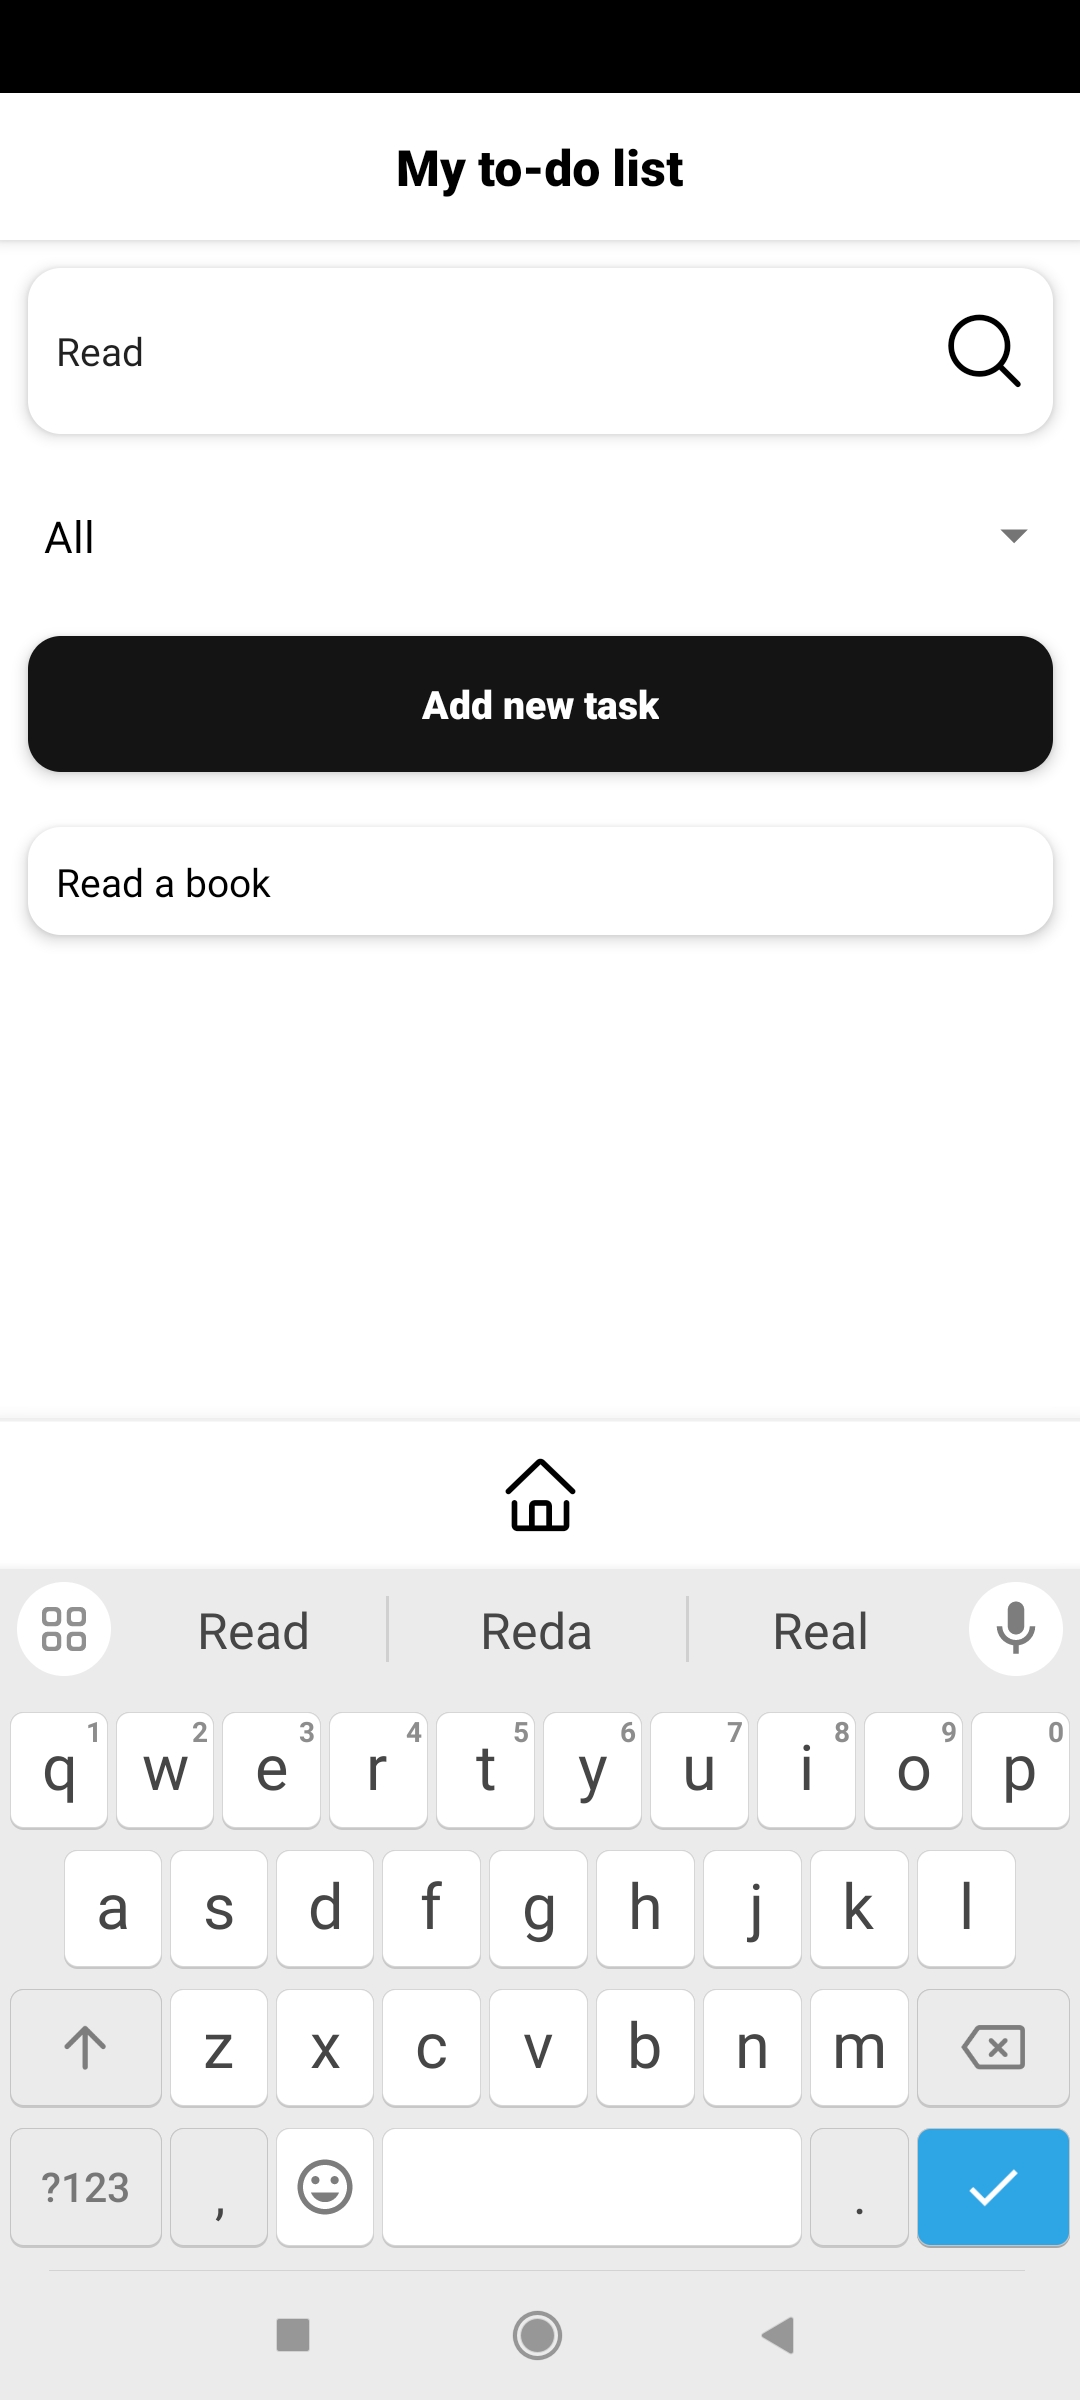 My to-do list
Read
All
Add new task
Read a book
Read Reda Real
1 2 3 4 5 6 7 8 9 0
q w e r t y u i o p
a s d f g h j k l
z x c v b n m
?123 , .